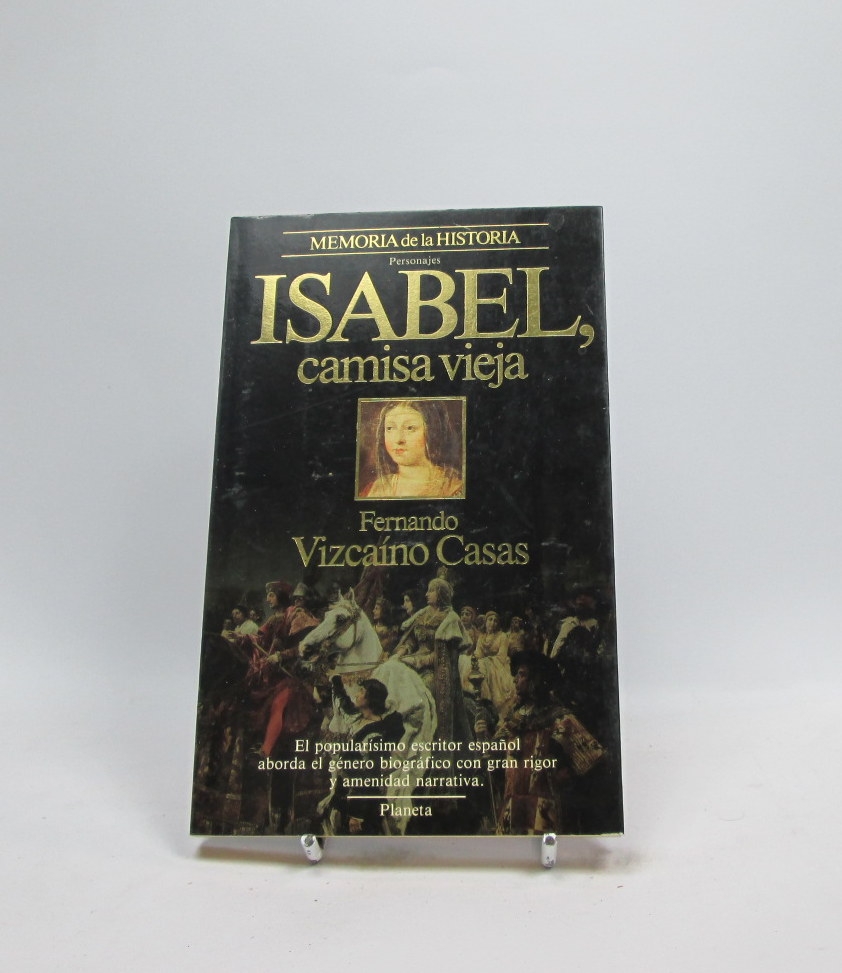 MEMORIA de la HISTORIA
Personajes
ISABEL,
camisa vieja
Fernando
Vizcaíno Casas
El popularísimo escritor español
aborda el género biográfico con gran rigor
y amenidad narrativa.
Planeta